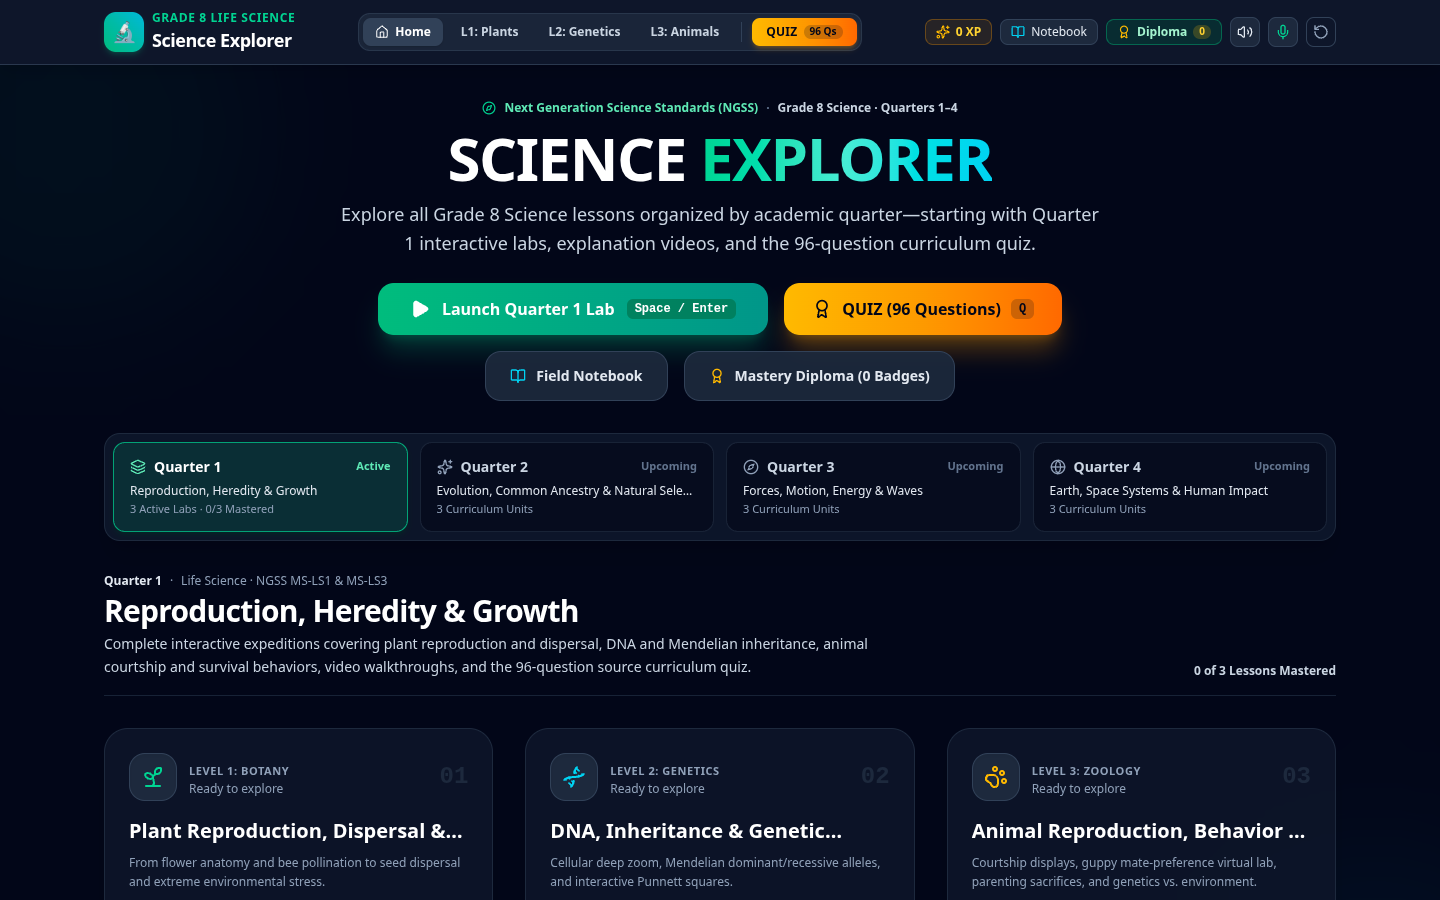 GRADE 8 LIFE SCIENCE
Science Explorer
Home
L1: Plants
L2: Genetics
L3: Animals
QUIZ 96 Qs
0 XP
Notebook
Diploma 0
Next Generation Science Standards (NGSS) · Grade 8 Science · Quarters 1–4
SCIENCE EXPLORER
Explore all Grade 8 Science lessons organized by academic quarter—starting with Quarter
1 interactive labs, explanation videos, and the 96-question curriculum quiz.
Launch Quarter 1 Lab Space / Enter
QUIZ (96 Questions) Q
Field Notebook
Mastery Diploma (0 Badges)
Quarter 1 Active
Reproduction, Heredity & Growth
3 Active Labs · 0/3 Mastered
Quarter 2 Upcoming
Evolution, Common Ancestry & Natural Sele...
3 Curriculum Units
Quarter 3 Upcoming
Forces, Motion, Energy & Waves
3 Curriculum Units
Quarter 4 Upcoming
Earth, Space Systems & Human Impact
3 Curriculum Units
Quarter 1 · Life Science · NGSS MS-LS1 & MS-LS3
Reproduction, Heredity & Growth
Complete interactive expeditions covering plant reproduction and dispersal, DNA and Mendelian inheritance, animal
courtship and survival behaviors, video walkthroughs, and the 96-question source curriculum quiz.
0 of 3 Lessons Mastered
LEVEL 1: BOTANY
Ready to explore
01
Plant Reproduction, Dispersal &...
From flower anatomy and bee pollination to seed dispersal
and extreme environmental stress.
LEVEL 2: GENETICS
Ready to explore
02
DNA, Inheritance & Genetic...
Cellular deep zoom, Mendelian dominant/recessive alleles,
and interactive Punnett squares.
LEVEL 3: ZOOLOGY
Ready to explore
03
Animal Reproduction, Behavior ...
Courtship displays, guppy mate-preference virtual lab,
parenting sacrifices, and genetics vs. environment.